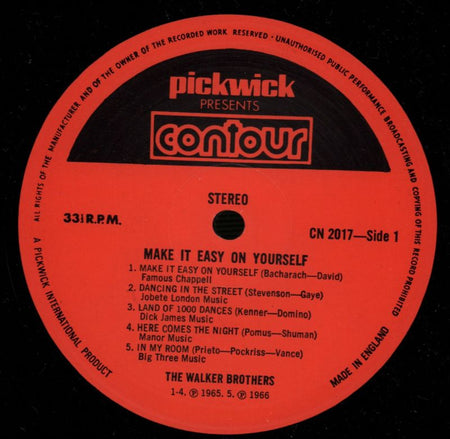 ALL RIGHTS OF THE MANUFACTURER AND OF THE OWNER OF THE RECORDED WORK RESERVED - UNAUTHORISED PUBLIC PERFORMANCE BROADCASTING AND COPYING OF THIS RECORD PROHIBITED
pickwick
PRESENTS
contour
STEREO
33⅓ R.P.M.
CN 2017—Side 1
MAKE IT EASY ON YOURSELF
1. MAKE IT EASY ON YOURSELF (Bacharach—David)
Famous Chappell
2. DANCING IN THE STREET (Stevenson—Gaye)
Jobete London Music
3. LAND OF 1000 DANCES (Kenner—Domino)
Dick James Music
4. HERE COMES THE NIGHT (Pomus—Shuman)
Manor Music
5. IN MY ROOM (Prieto—Pockriss—Vance)
Big Three Music
THE WALKER BROTHERS
1-4. ℗ 1965. 5. ℗ 1966
A PICKWICK INTERNATIONAL PRODUCT
MADE IN ENGLAND